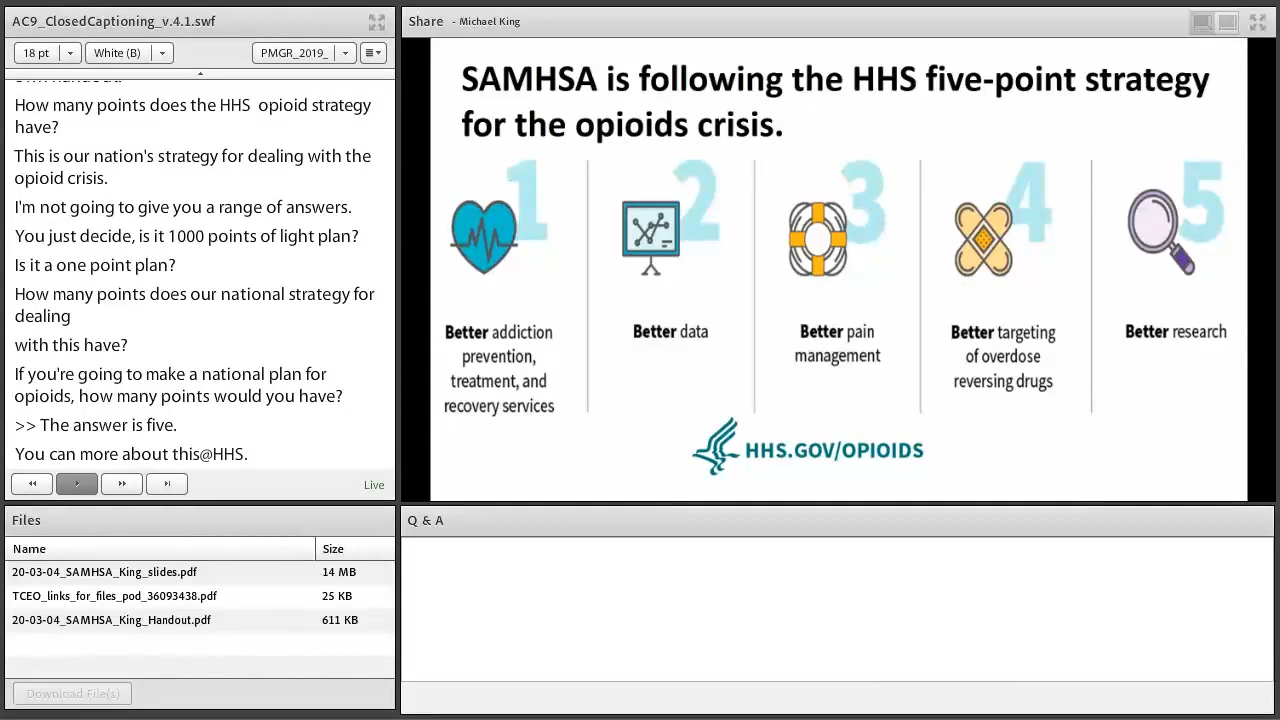 AC9_ClosedCaptioning_v.4.1.swf
18 pt
White (B)
PMGR_2019_
How many points does the HHS  opioid strategy
have?
This is our nation's strategy for dealing with the
opioid crisis.
I'm not going to give you a range of answers.
You just decide, is it 1000 points of light plan?
Is it a one point plan?
How many points does our national strategy for
dealing
with this have?
If you're going to make a national plan for
opioids, how many points would you have?
>> The answer is five.
You can more about this@HHS.
Live
Share - Michael King
SAMHSA is following the HHS five-point strategy
for the opioids crisis.
1
Better addiction
prevention,
treatment, and
recovery services
2
Better data
3
Better pain
management
4
Better targeting
of overdose
reversing drugs
5
Better research
HHS.GOV/OPIOIDS
Files
Name Size
20-03-04_SAMHSA_King_slides.pdf 14 MB
TCEO_links_for_files_pod_36093438.pdf 25 KB
20-03-04_SAMHSA_King_Handout.pdf 611 KB
Download File(s)
Q & A